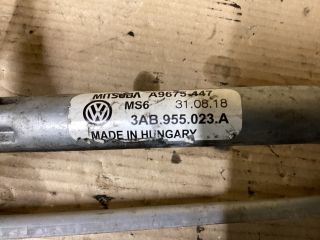 MITSUBA A9675 447
MS6 31.08.18
3AB.955.023.A
MADE IN HUNGARY